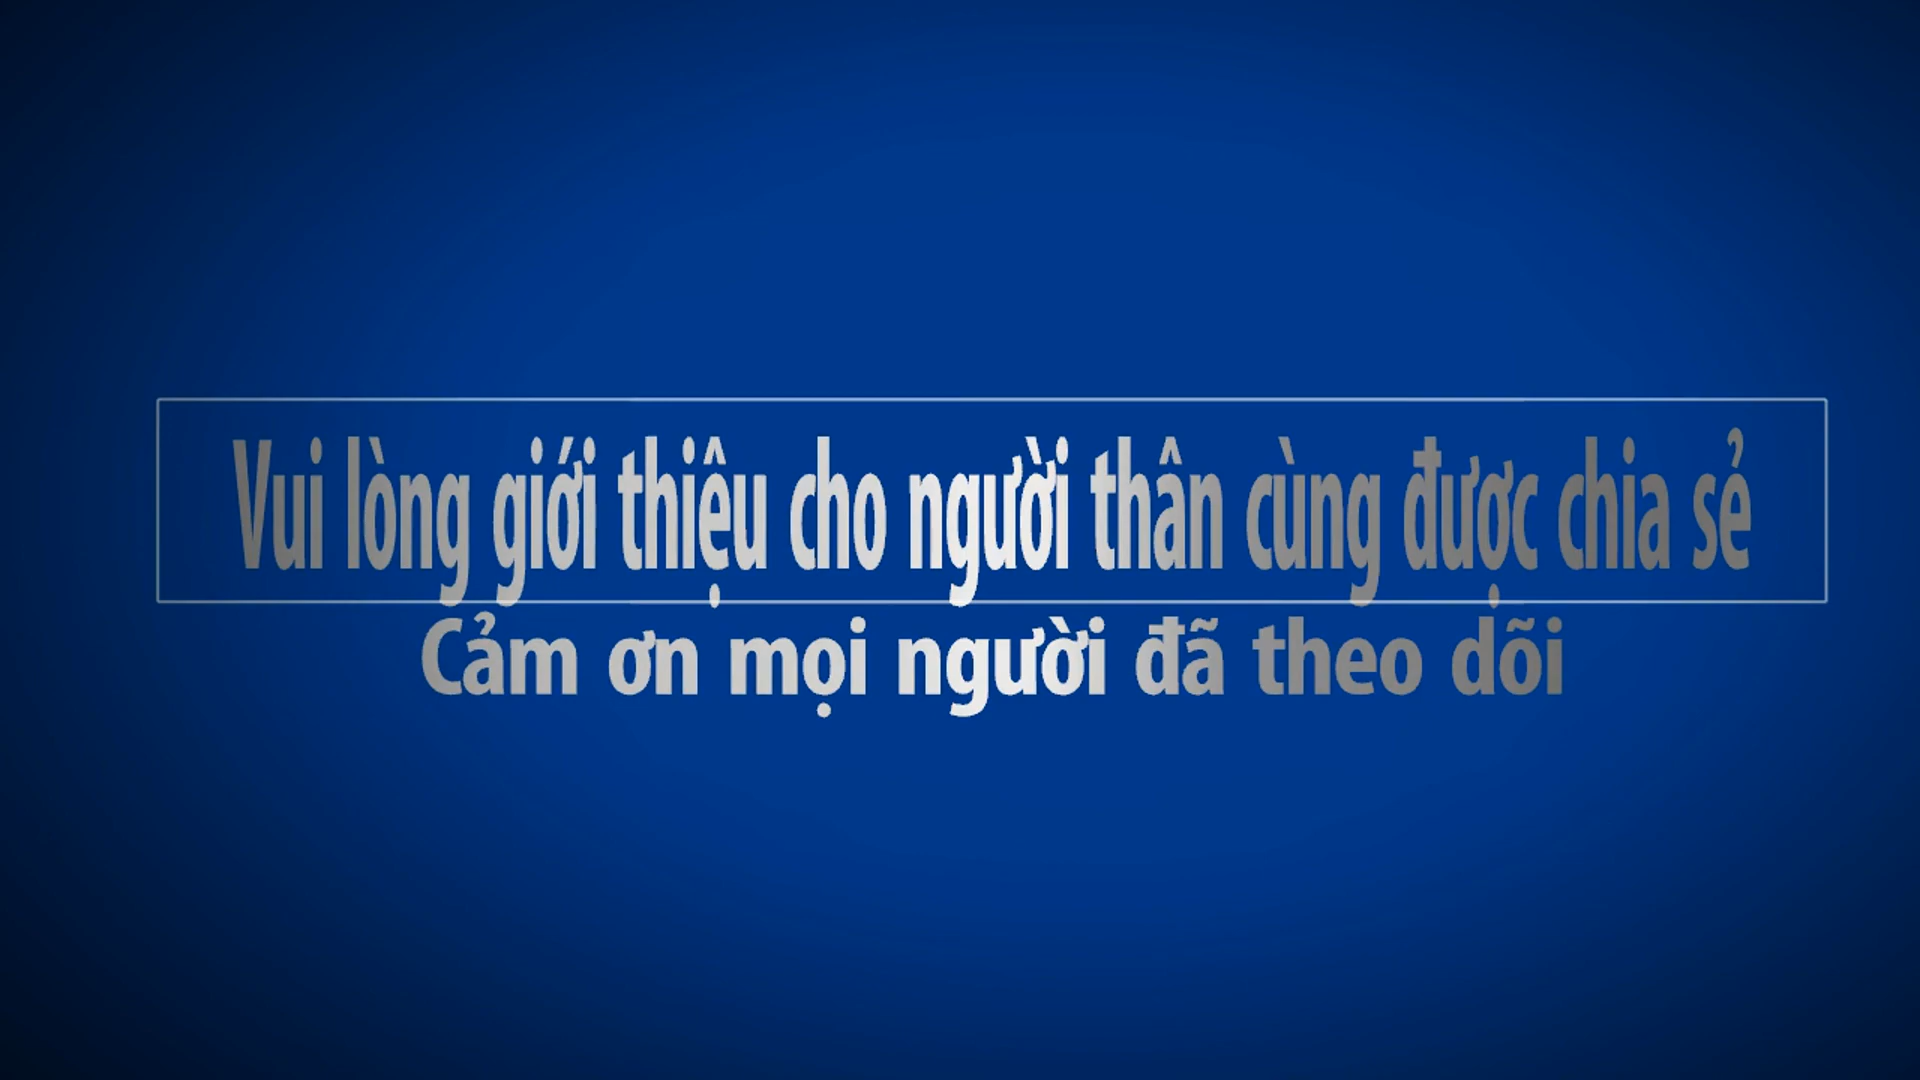 Vui lòng giới thiệu cho người thân cùng được chia sẻ
Cảm ơn mọi người đã theo dõi